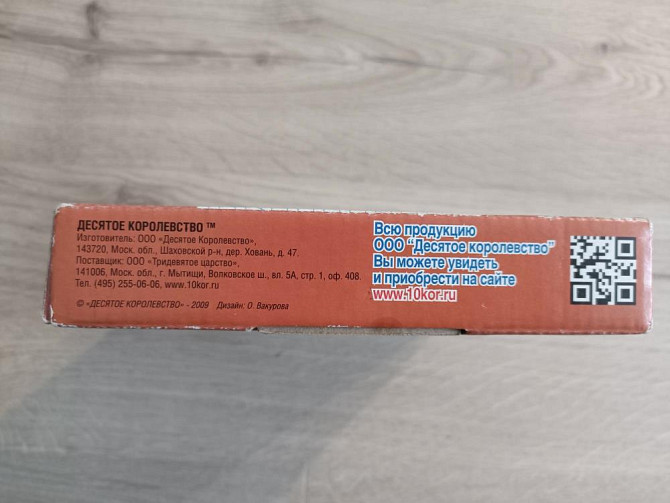 ДЕСЯТОЕ КОРОЛЕВСТВО ™
Изготовитель: ООО «Десятое Королевство»,
143720, Моск. обл., Шаховской р-н, дер. Ховань, д. 47.
Поставщик: ООО «Тридевятое царство»,
141006, Моск. обл., г. Мытищи, Волковское ш., вл. 5А, стр. 1, оф. 408.
Тел. (495) 255-06-06, www.10kor.ru
© «ДЕСЯТОЕ КОРОЛЕВСТВО» - 2009 Дизайн: О. Вакурова
Всю продукцию
ООО "Десятое королевство"
Вы можете увидеть
и приобрести на сайте
www.10kor.ru